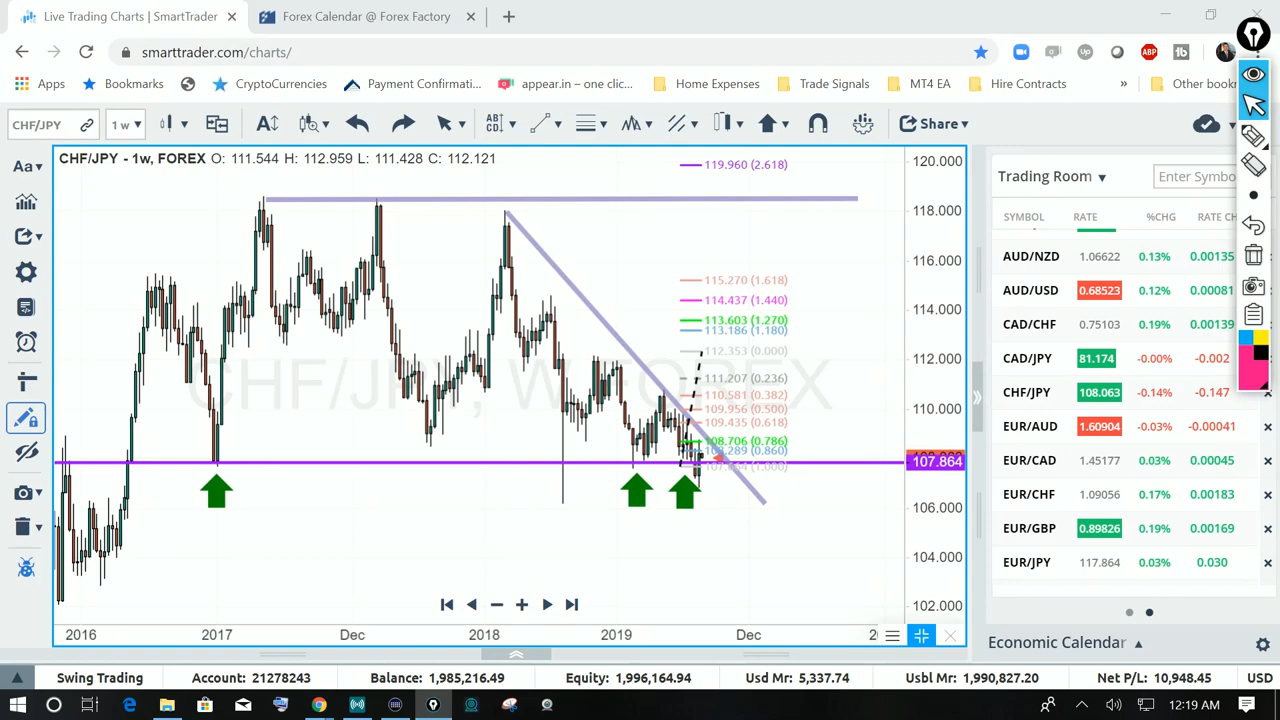 Live Trading Charts | SmartTrader
Forex Calendar @ Forex Factory
smarttrader.com/charts/
Apps
Bookmarks
CryptoCurrencies
Payment Confirmati...
appear.in – one clic...
Home Expenses
Trade Signals
MT4 EA
Hire Contracts
»
Other book
CHF/JPY
1 w
Share
Aa
CHF/JPY - 1w, FOREX O: 111.544 H: 112.959 L: 111.428 C: 112.121
CHF/JPY, W, FOREX
119.960 (2.618)
115.270 (1.618)
114.437 (1.440)
113.603 (1.270)
113.186 (1.180)
112.353 (0.000)
111.207 (0.236)
110.581 (0.382)
109.956 (0.500)
109.435 (0.618)
108.706 (0.786)
(0.860)
(1.000)
120.000
118.000
116.000
114.000
112.000
110.000
107.864
106.000
104.000
102.000
2016
2017
Dec
2018
2019
Dec
Trading Room
Enter Symbo
SYMBOL RATE %CHG RATE CH
AUD/NZD 1.06622 0.13% 0.00135
AUD/USD 0.68523 0.12% 0.00081
CAD/CHF 0.75103 0.19% 0.00139
CAD/JPY 81.174 -0.00% -0.002
CHF/JPY 108.063 -0.14% -0.147
EUR/AUD 1.60904 -0.03% -0.00041
EUR/CAD 1.45177 0.03% 0.00045
EUR/CHF 1.09056 0.17% 0.00183
EUR/GBP 0.89826 0.19% 0.00169
EUR/JPY 117.864 0.03% 0.030
Economic Calendar
Swing Trading
Account: 21278243
Balance: 1,985,216.49
Equity: 1,996,164.94
Usd Mr: 5,337.74
Usbl Mr: 1,990,827.20
Net P/L: 10,948.45
USD
12:19 AM